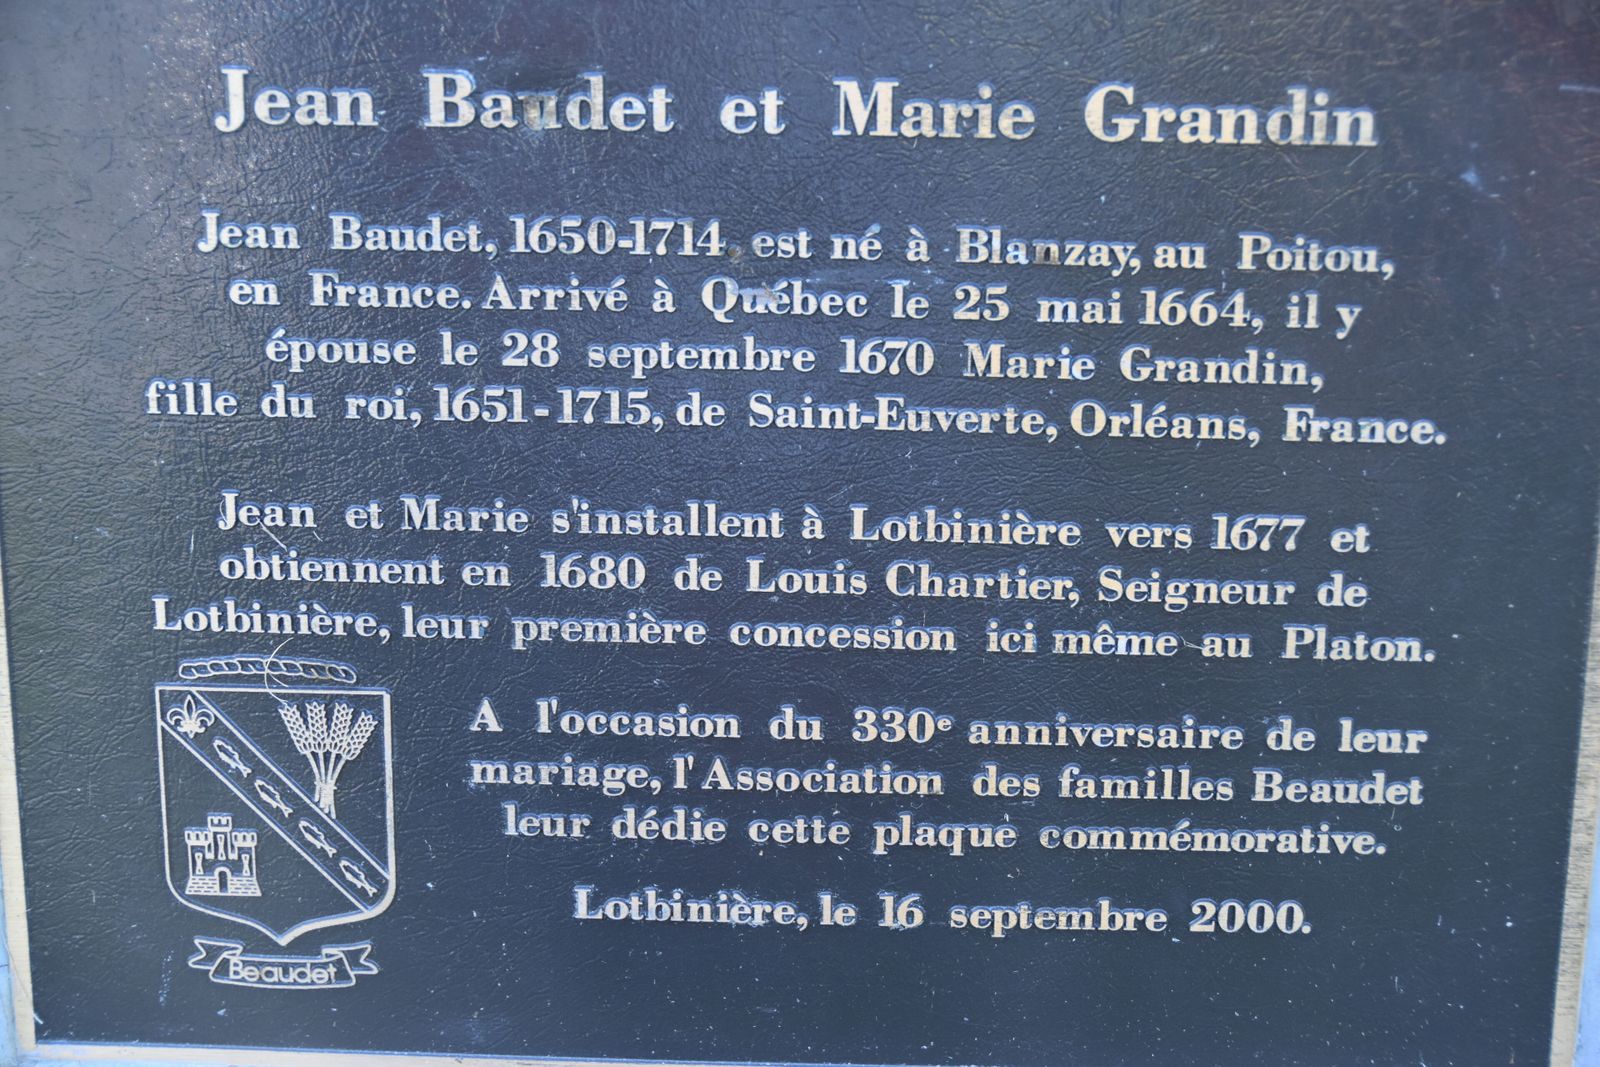 Jean Baudet et Marie Grandin
Jean Baudet, 1650-1714, est né à Blanzay, au Poitou,
en France. Arrivé à Québec le 25 mai 1664, il y
épouse le 28 septembre 1670 Marie Grandin,
fille du roi, 1651-1715, de Saint-Euverte, Orléans, France.
Jean et Marie s'installent à Lotbinière vers 1677 et
obtiennent en 1680 de Louis Chartier, Seigneur de
Lotbinière, leur première concession ici même au Platon.
A l'occasion du 330e anniversaire de leur
mariage, l'Association des familles Beaudet
leur dédie cette plaque commémorative.
Lotbinière, le 16 septembre 2000.
Beaudet